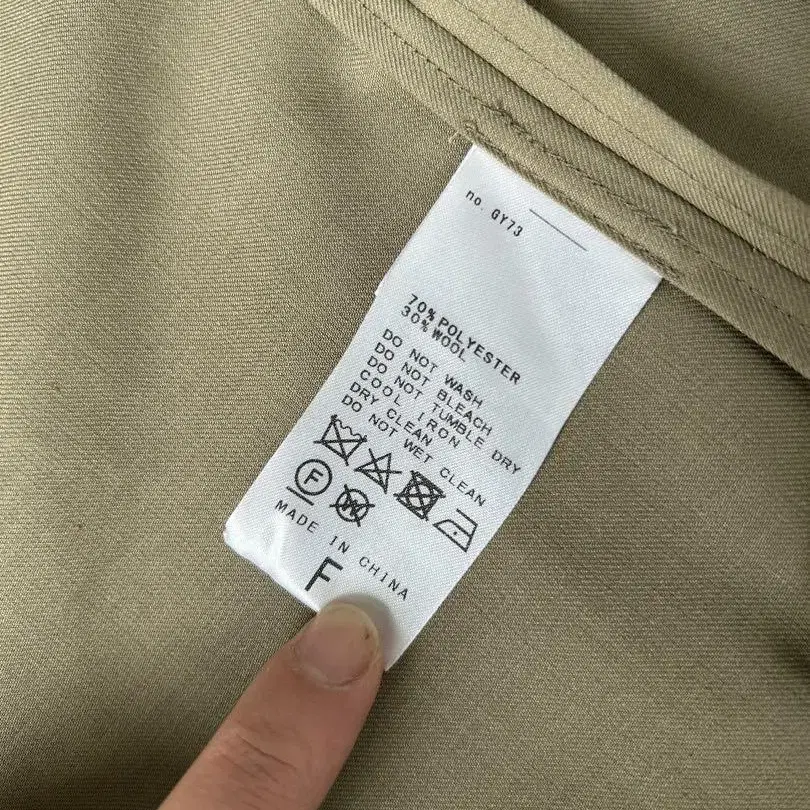 no. GY73
70% POLYESTER
30% WOOL
DO NOT WASH
DO NOT BLEACH
DO NOT TUMBLE DRY
COOL IRON
DRY CLEAN
DO NOT WET CLEAN
F W
MADE IN CHINA
F